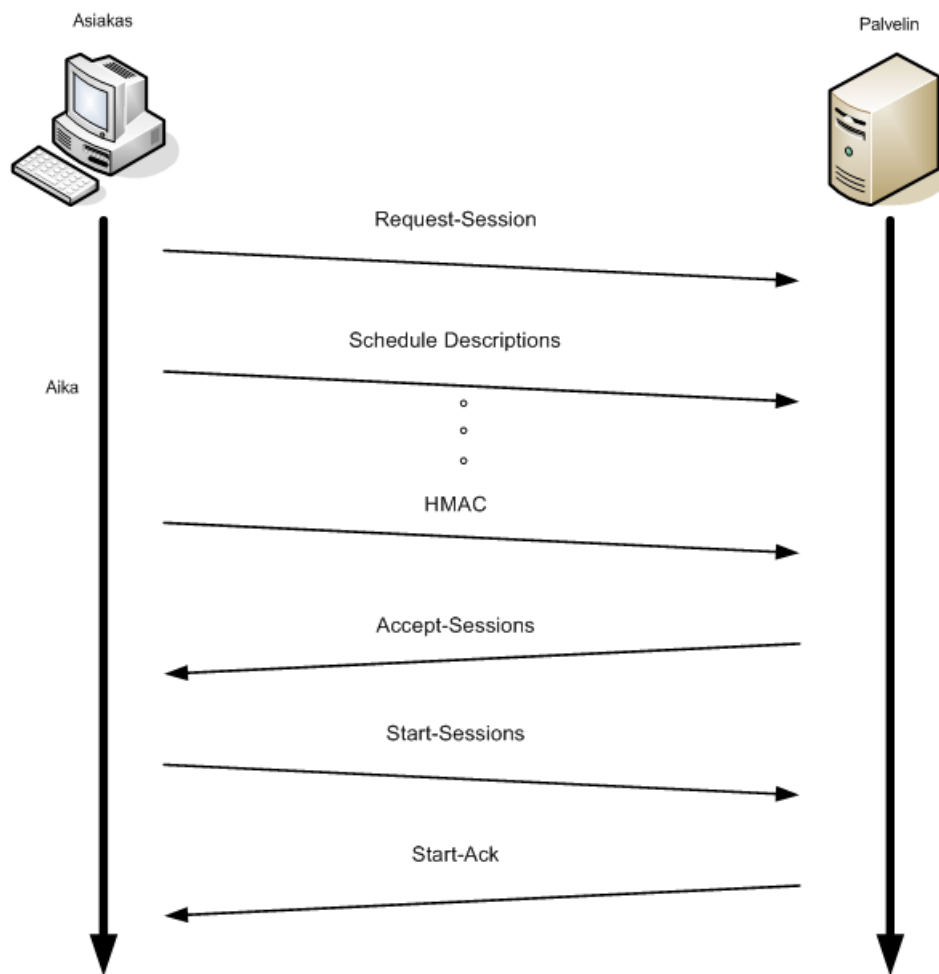 Asiakas
Palvelin
Request-Session
Schedule Descriptions
Aika
HMAC
Accept-Sessions
Start-Sessions
Start-Ack